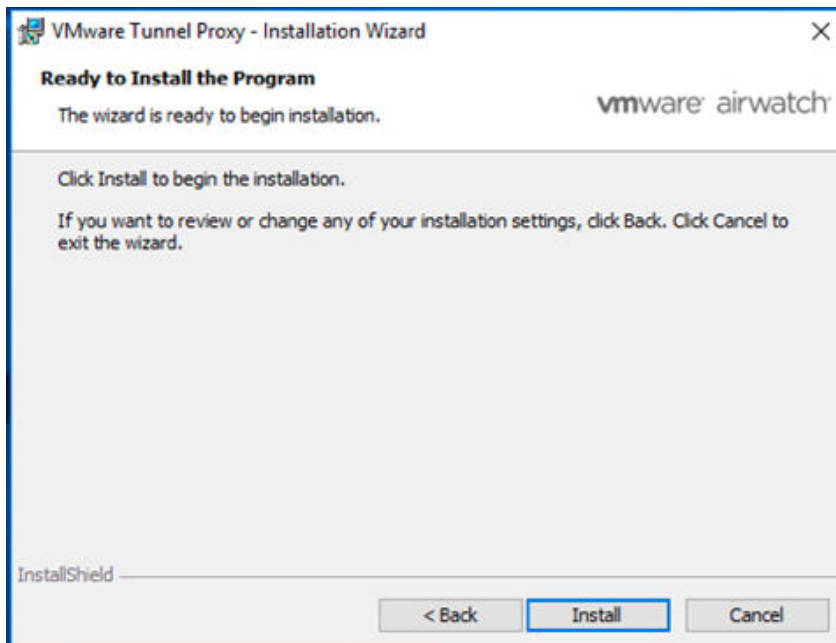 VMware Tunnel Proxy - Installation Wizard
Ready to Install the Program
The wizard is ready to begin installation.
vmware airwatch
Click Install to begin the installation.
If you want to review or change any of your installation settings, click Back. Click Cancel to
exit the wizard.
InstallShield
< Back
Install
Cancel